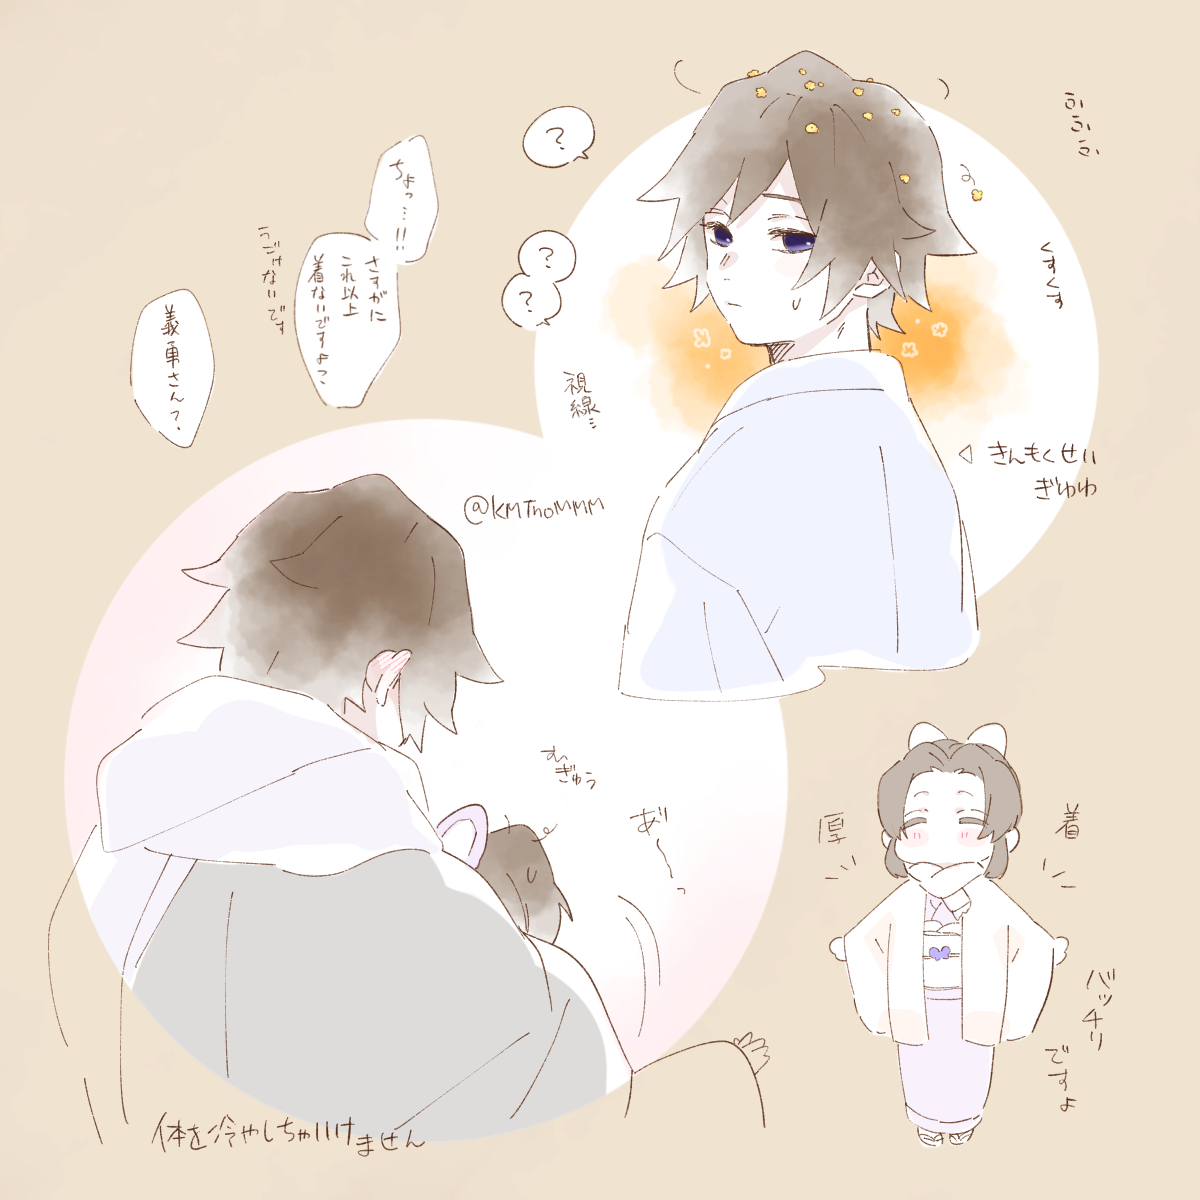 ふふふ
くすくす
?
?
?
視線…
きんもくせい
ぎゆわ
ちょっ…!!
さすがに
これ以上
着ないですよっ
うごけないです
義勇さん?
@KMTnoMMM
むぎゅう
あ゛〜〜っ
厚
着
バッチリ
ですよ
体を冷やしちゃいけません